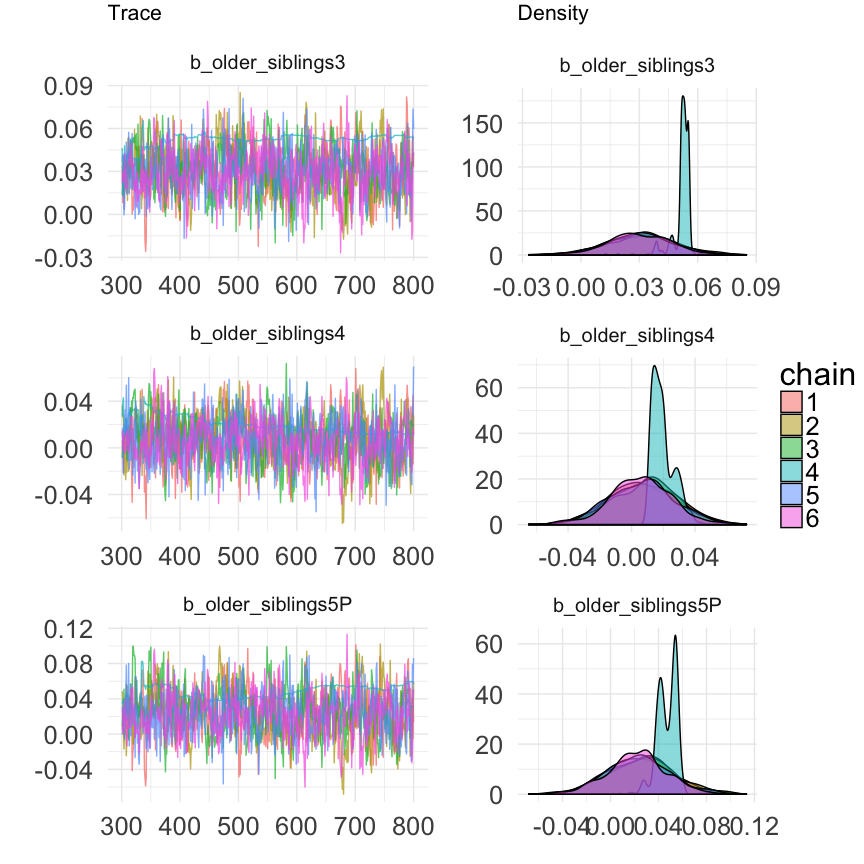 Trace
Density
b_older_siblings3
0.09
0.06
0.03
0.00
-0.03
300 400 500 600 700 800
b_older_siblings3
150
100
50
0
-0.03 0.00 0.03 0.06 0.09
b_older_siblings4
0.04
0.00
-0.04
300 400 500 600 700 800
b_older_siblings4
60
40
20
0
-0.04 0.00 0.04
b_older_siblings5P
0.12
0.08
0.04
0.00
-0.04
300 400 500 600 700 800
b_older_siblings5P
60
40
20
0
-0.04 0.00 0.04 0.08 0.12
chain
1
2
3
4
5
6